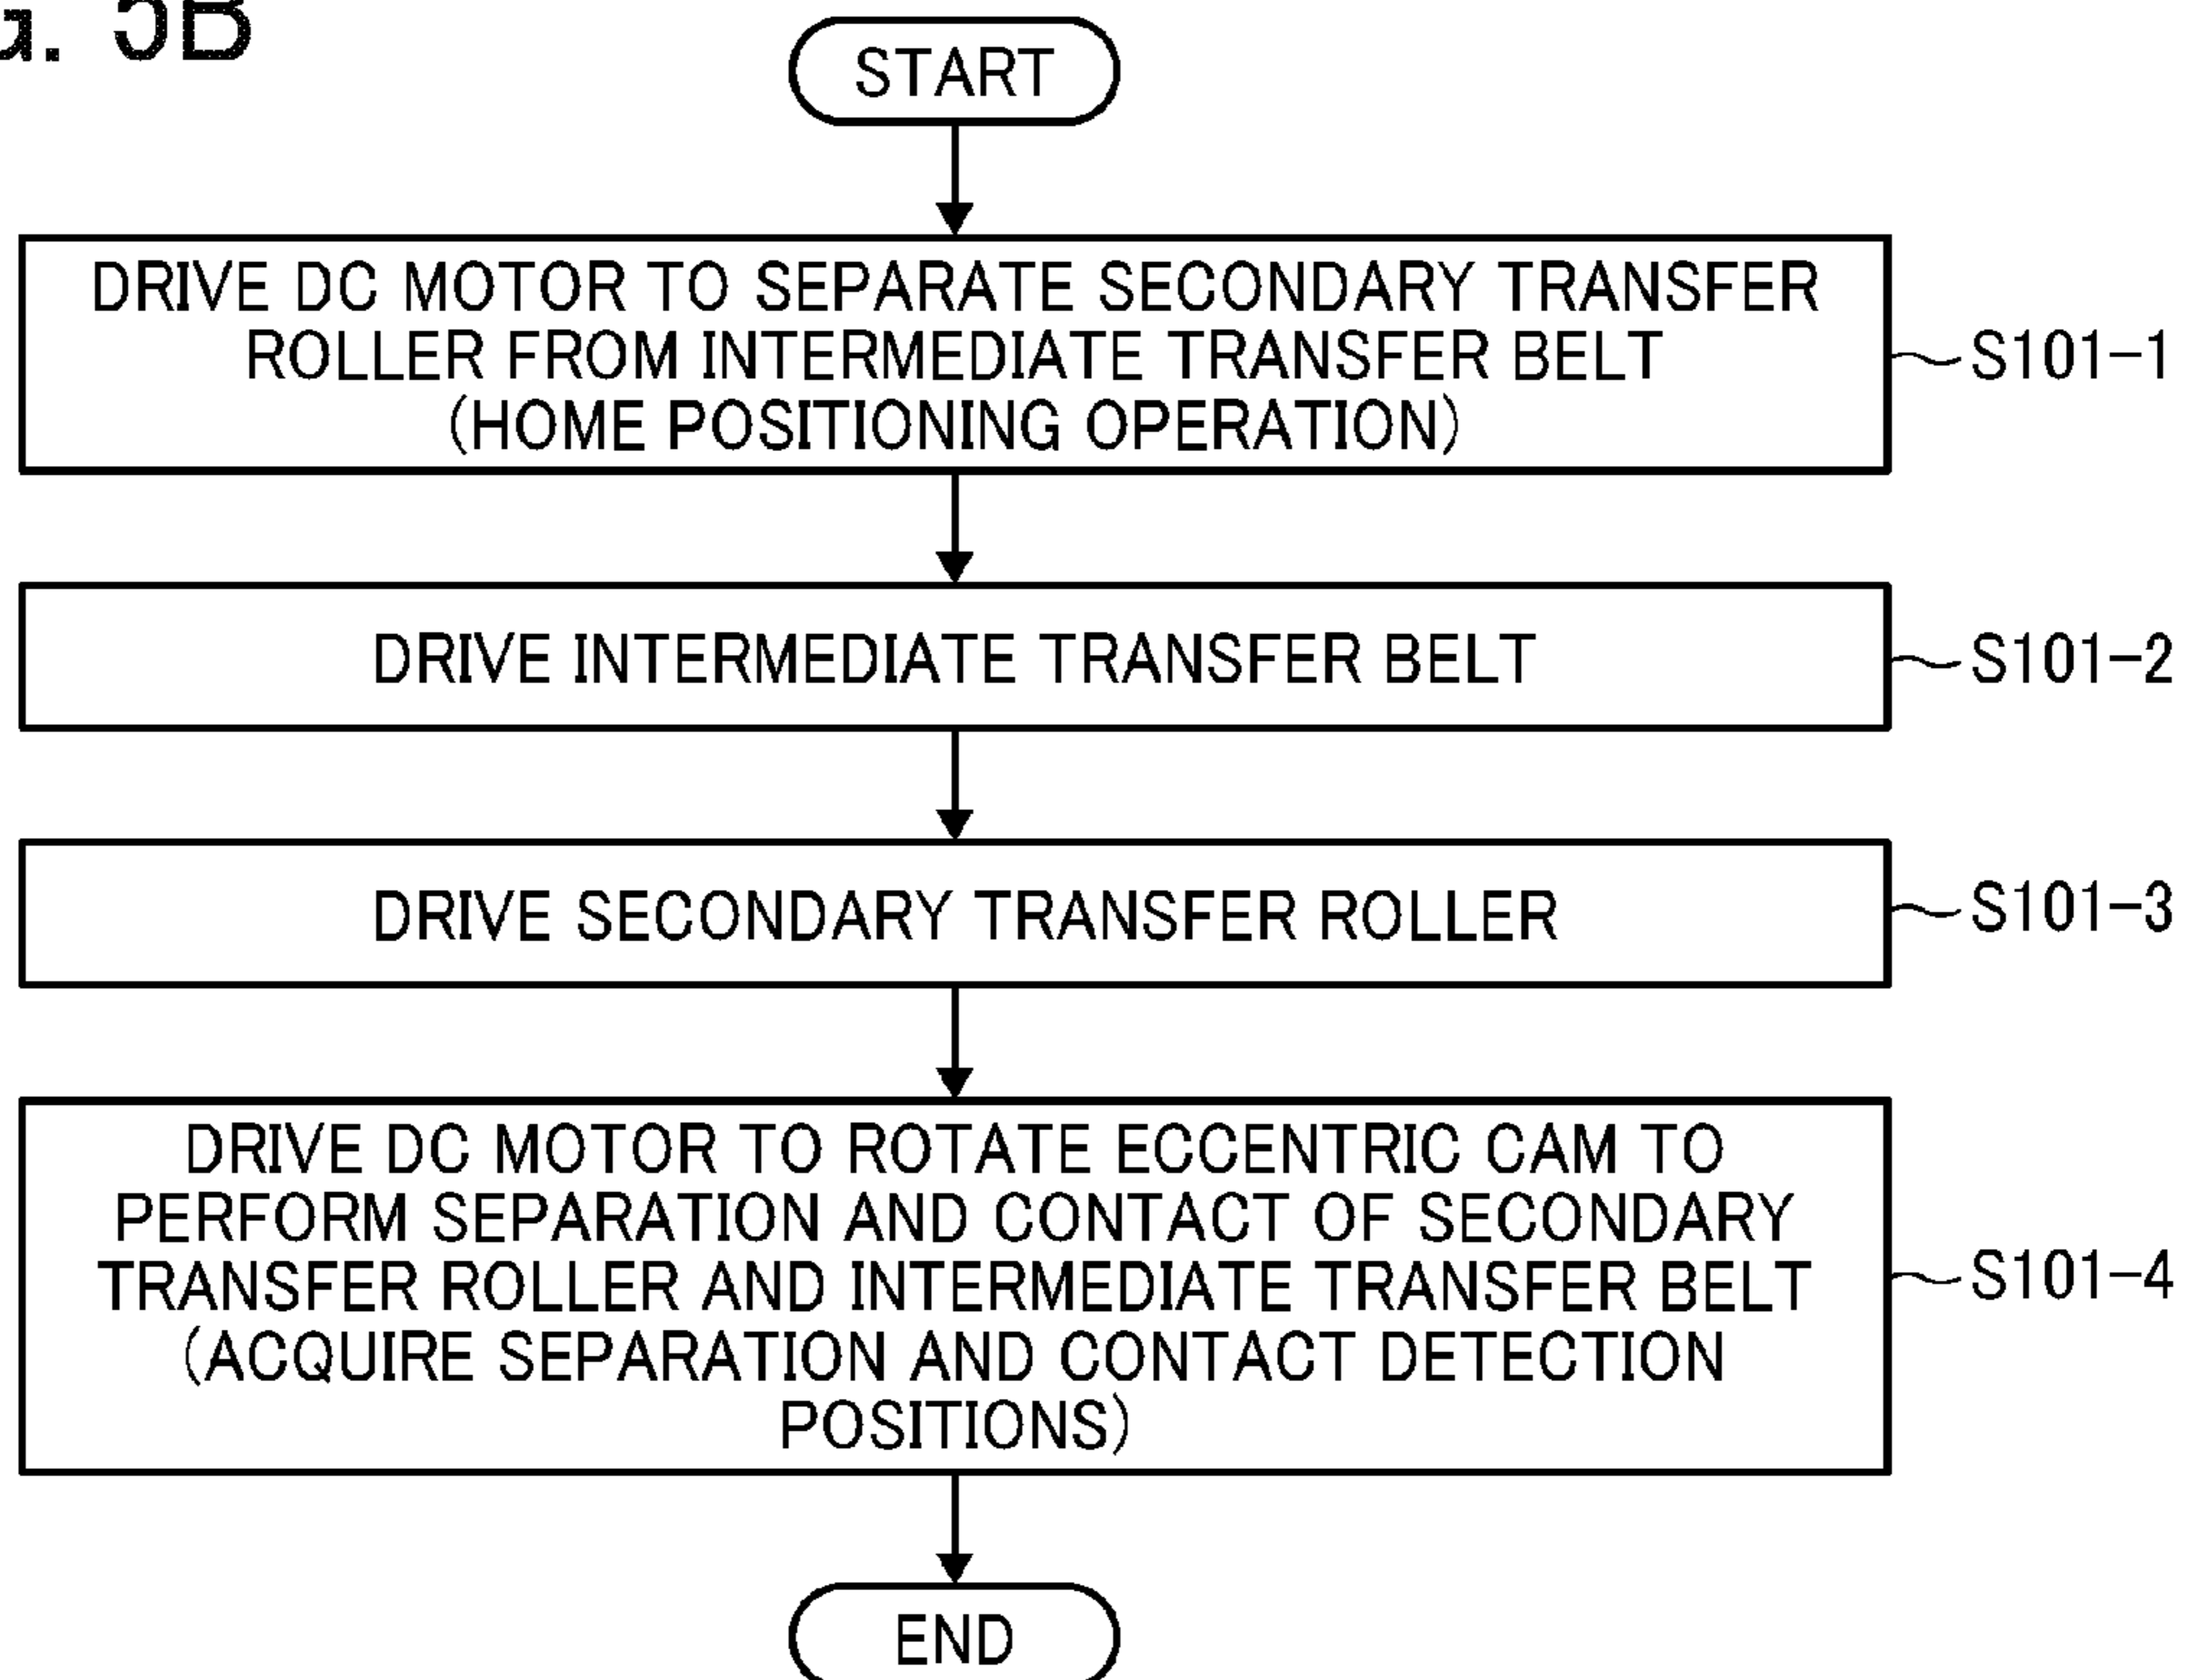 5B
START
DRIVE DC MOTOR TO SEPARATE SECONDARY TRANSFER
ROLLER FROM INTERMEDIATE TRANSFER BELT
(HOME POSITIONING OPERATION)
S101-1
DRIVE INTERMEDIATE TRANSFER BELT
S101-2
DRIVE SECONDARY TRANSFER ROLLER
S101-3
DRIVE DC MOTOR TO ROTATE ECCENTRIC CAM TO
PERFORM SEPARATION AND CONTACT OF SECONDARY
TRANSFER ROLLER AND INTERMEDIATE TRANSFER BELT
(ACQUIRE SEPARATION AND CONTACT DETECTION
POSITIONS)
S101-4
END